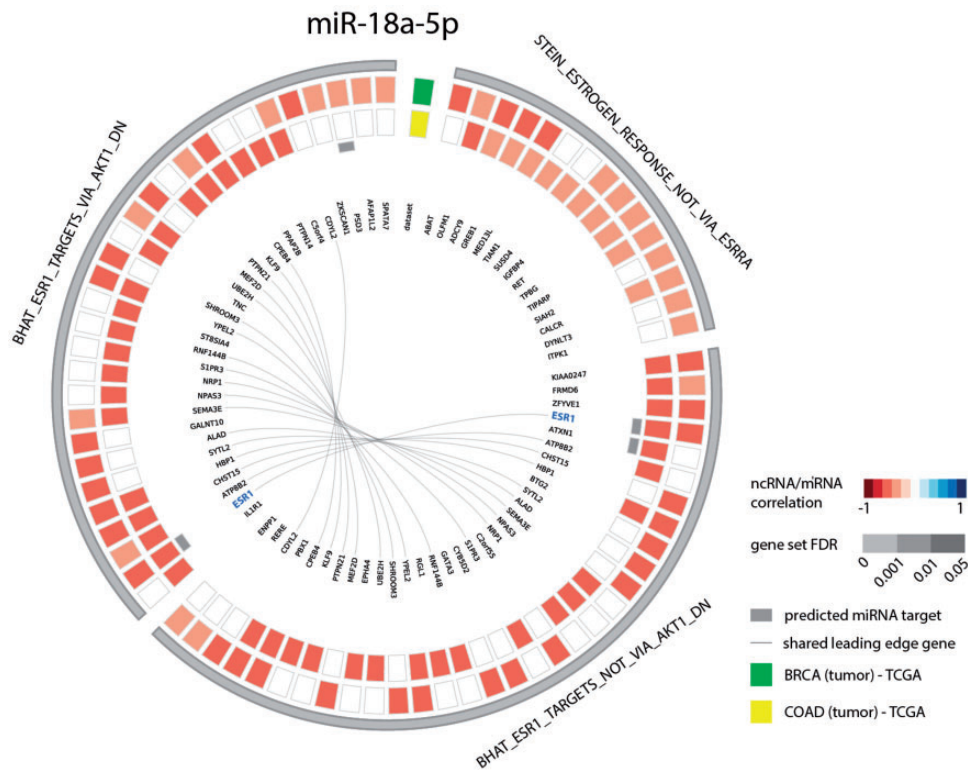 miR-18a-5p
STEIN_ESTROGEN_RESPONSE_NOT_VIA_ESRRA
BHAT_ESR1_TARGETS_VIA_AKT1_DN
BHAT_ESR1_TARGETS_NOT_VIA_AKT1_DN
dataset
ABAT
OLFM1
ADCY9
GREB1
MED13L
TIAM1
SUSD4
IGFBP4
RET
TPBG
TIPARP
SIAH2
CALCR
DYNLT3
ITPK1
KIAA0247
FRMD6
ZFYVE1
ESR1
ATXN1
ATP8B2
CHST15
HBP1
BTG2
SYTL2
ALAD
SEMA3E
NPAS3
NRP1
C2orf55
S1PR3
CYB5D2
GATA3
RNF144B
RGL1
YPEL2
SHROOM3
UBE2H
EPHA4
MEF2D
PTPN21
KLF9
CPEB4
PBX1
CDYL2
RERE
ENPP1
IL1R1
ESR1
ATP8B2
CHST15
HBP1
SYTL2
ALAD
GALNT10
SEMA3E
NPAS3
NRP1
S1PR3
RNF144B
ST8SIA4
YPEL2
SHROOM3
TNC
UBE2H
MEF2D
PTPN21
KLF9
CPEB4
PPAP2B
PTPN14
C5orf4
CDYL2
ZKSCAN1
PSD3
AFAP1L2
SPATA7
ncRNA/mRNA
correlation
-1 1
gene set FDR
0 0.001 0.01 0.05
predicted miRNA target
shared leading edge gene
BRCA (tumor) - TCGA
COAD (tumor) - TCGA